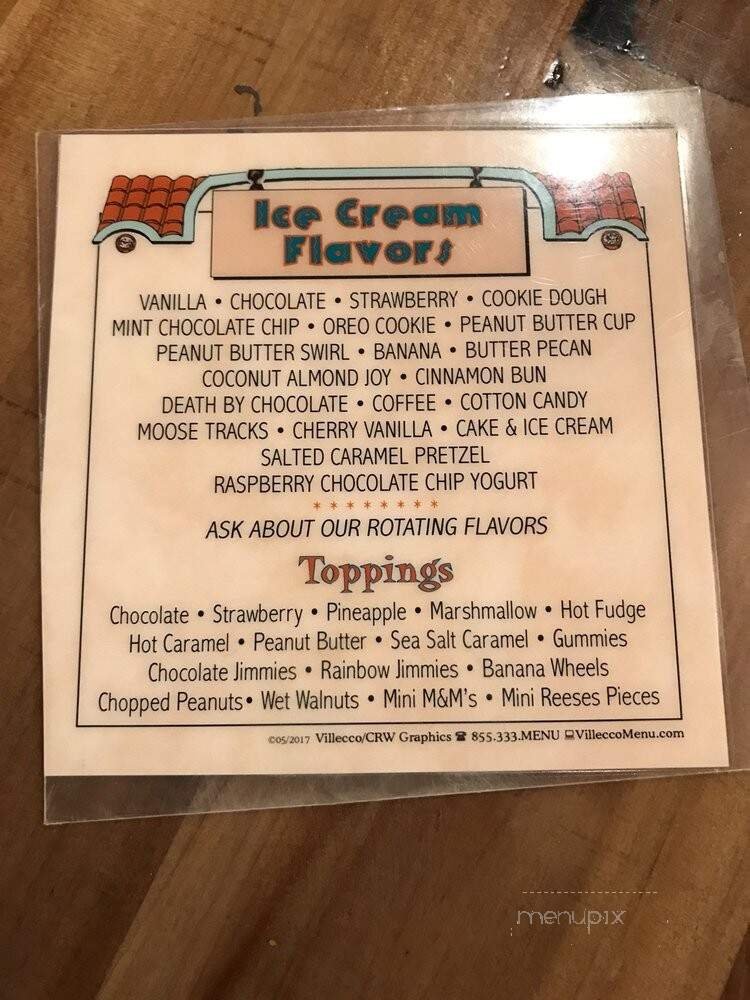 Ice Cream
Flavors
VANILLA • CHOCOLATE • STRAWBERRY • COOKIE DOUGH
MINT CHOCOLATE CHIP • OREO COOKIE • PEANUT BUTTER CUP
PEANUT BUTTER SWIRL • BANANA • BUTTER PECAN
COCONUT ALMOND JOY • CINNAMON BUN
DEATH BY CHOCOLATE • COFFEE • COTTON CANDY
MOOSE TRACKS • CHERRY VANILLA • CAKE & ICE CREAM
SALTED CARAMEL PRETZEL
RASPBERRY CHOCOLATE CHIP YOGURT
* * * * * * * *
ASK ABOUT OUR ROTATING FLAVORS
Toppings
Chocolate • Strawberry • Pineapple • Marshmallow • Hot Fudge
Hot Caramel • Peanut Butter • Sea Salt Caramel • Gummies
Chocolate Jimmies • Rainbow Jimmies • Banana Wheels
Chopped Peanuts• Wet Walnuts • Mini M&M's • Mini Reeses Pieces
©05/2017 Villecco/CRW Graphics ☎ 855.333.MENU 💻VilleccoMenu.com
menupix